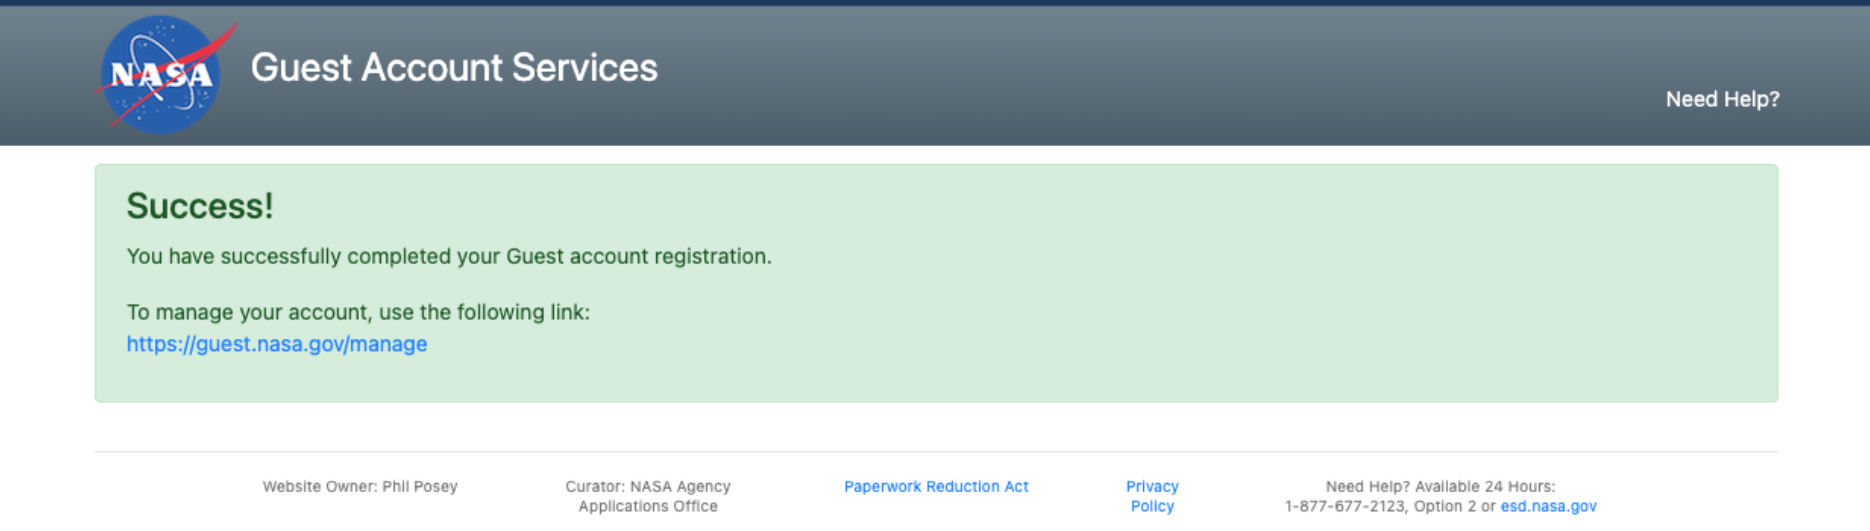 NASA
Guest Account Services
Need Help?
Success!
You have successfully completed your Guest account registration.
To manage your account, use the following link:
https://guest.nasa.gov/manage
Website Owner: Phil Posey
Curator: NASA Agency
Applications Office
Paperwork Reduction Act
Privacy
Policy
Need Help? Available 24 Hours:
1-877-677-2123, Option 2 or esd.nasa.gov